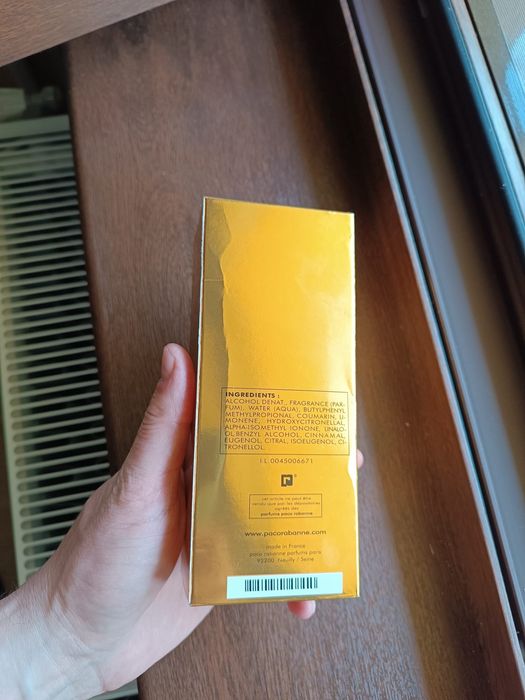 INGREDIENTS :
ALCOHOL DENAT., FRAGRANCE (PAR-
FUM), WATER (AQUA), BUTYLPHENYL
METHYLPROPIONAL, COUMARIN, LI-
MONENE, HYDROXYCITRONELLAL,
ALPHA-ISOMETHYL IONONE, LINALO-
OL, BENZYL ALCOHOL, CINNAMAL,
EUGENOL, CITRAL, ISOEUGENOL, CI-
TRONELLOL.
I.L.0045006671
cet article ne peut être
vendu que par les dépositaires
agréés des
parfums paco rabanne
www.pacorabanne.com
made in France
paco rabanne parfums paris
92200 Neuilly / Seine